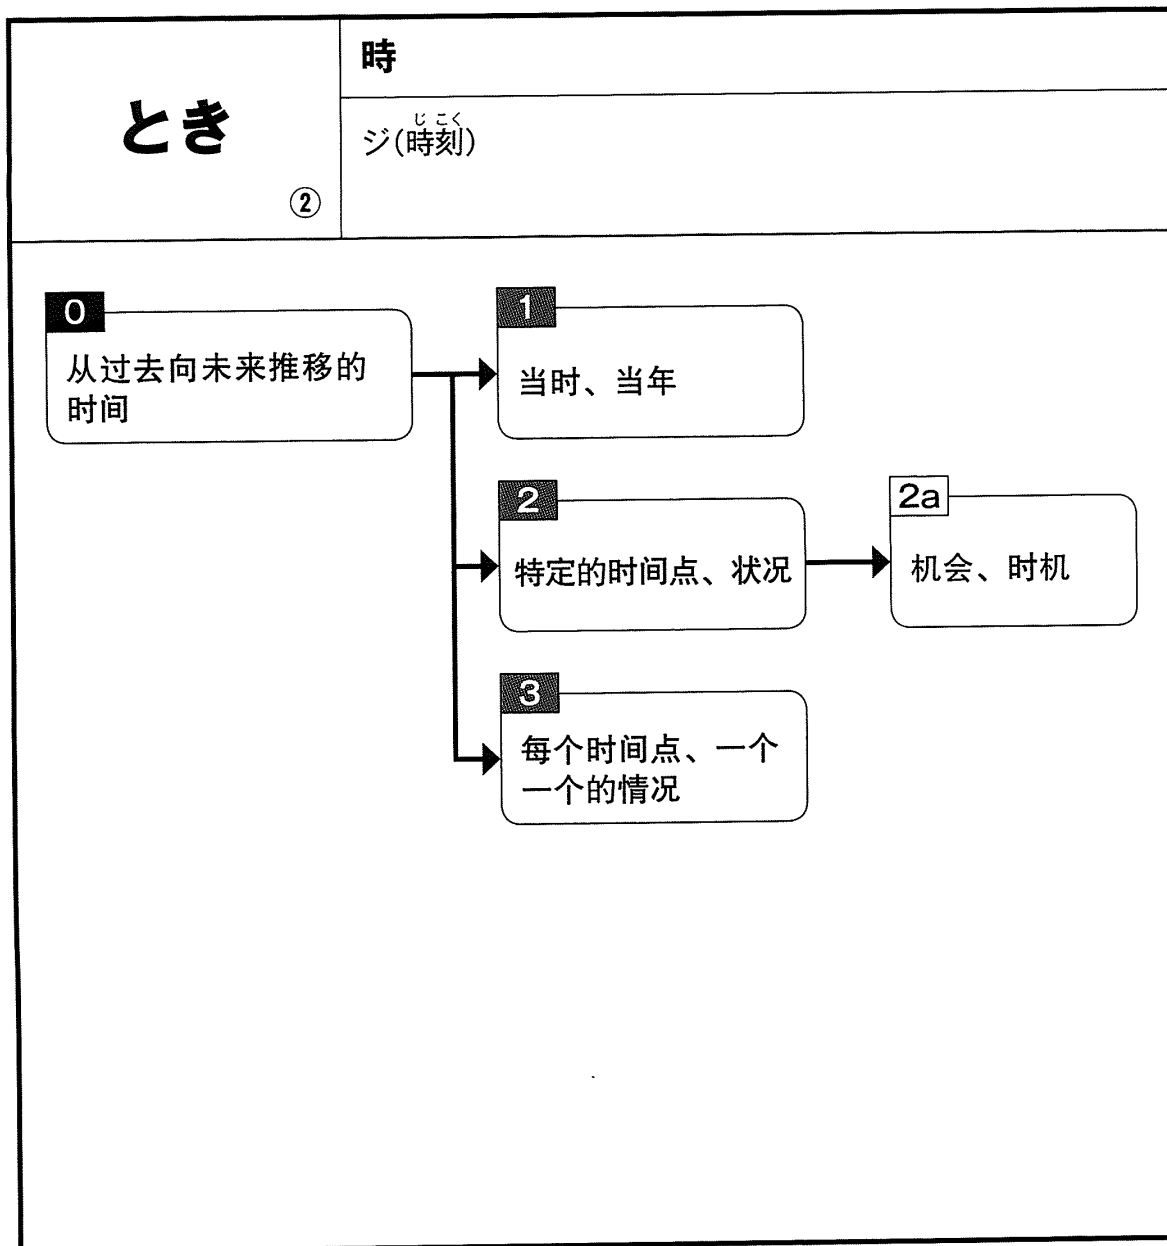 とき
②
時
じ こく
ジ(時刻)
0
从过去向未来推移的
时间
1
当时、当年
2
特定的时间点、状况
2a
机会、时机
3
每个时间点、一个
一个的情况